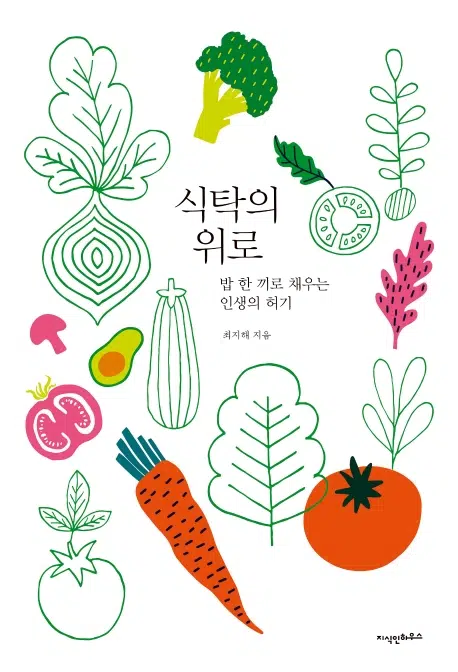 식탁의
위로
밥 한 끼로 채우는
인생의 허기
최지해 지음
지식인하우스